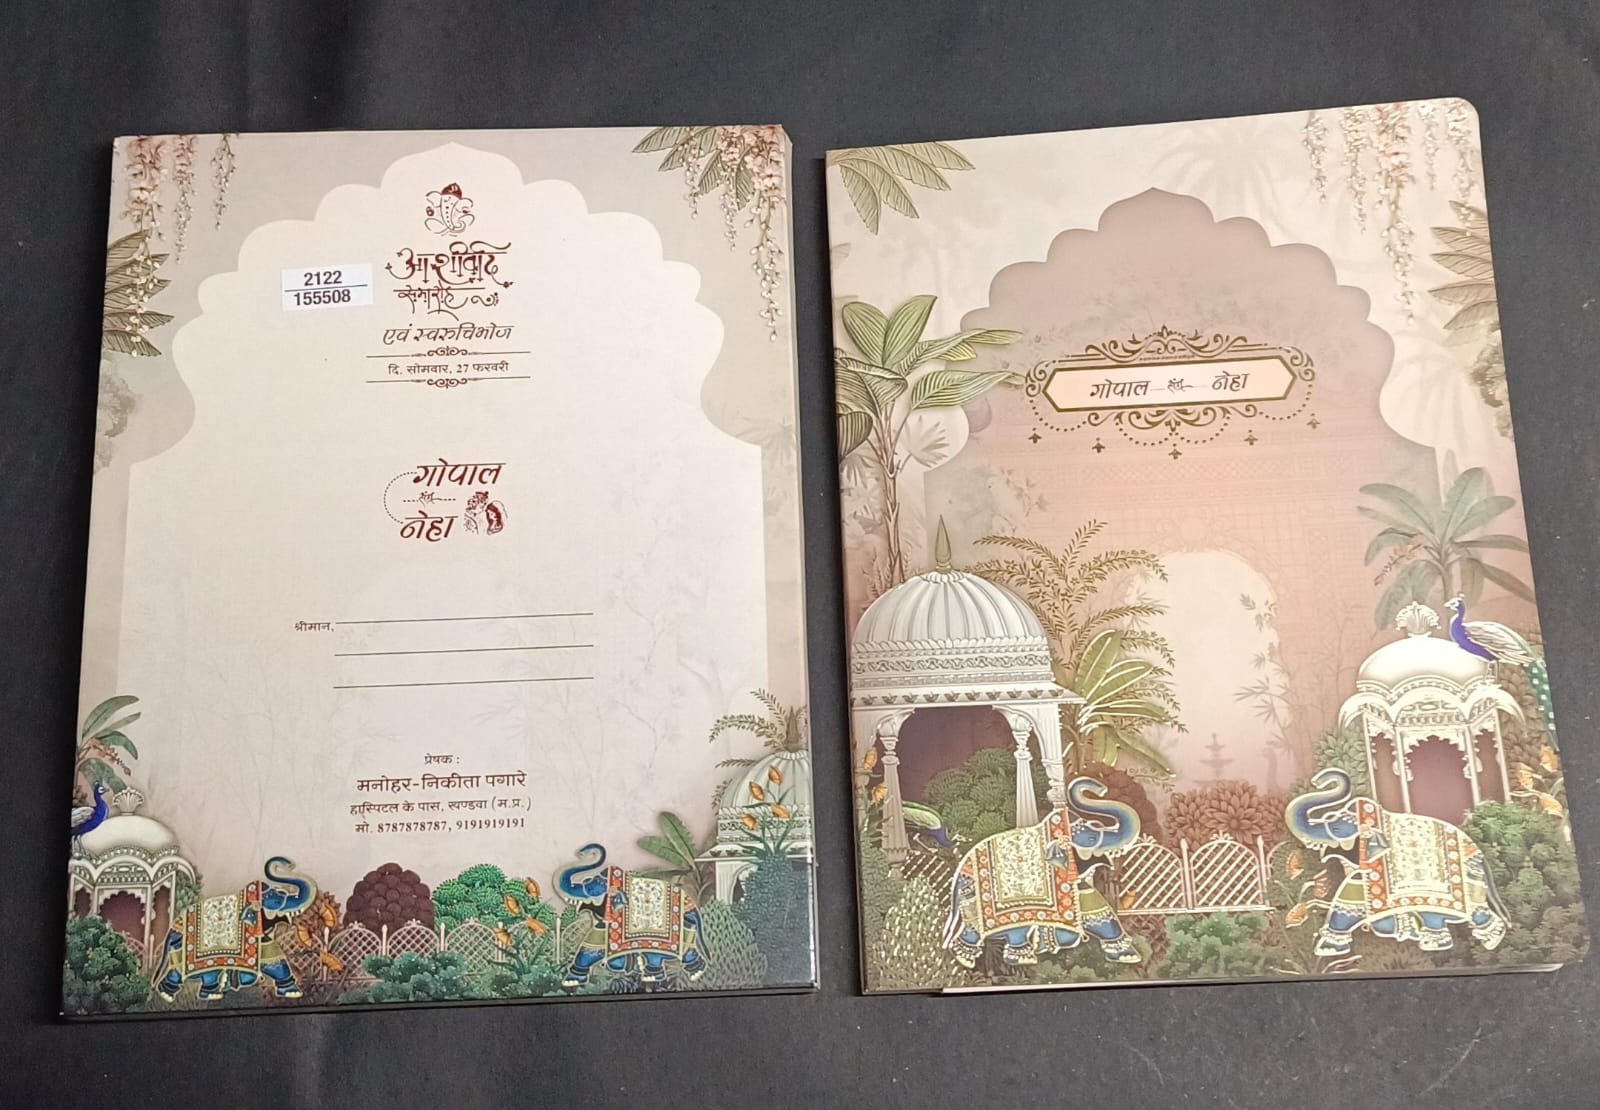 2122
155508
आशीर्वाद
समारोह
एवं स्वरुचिभोज
दि. सोमवार, 27 फरवरी
गोपाल
संग
नेहा
श्रीमान,
प्रेषक :
मनोहर-निकीता पगारे
हास्पिटल के पास, खण्डवा (म.प्र.)
मो. 8787878787, 9191919191
गोपाल संग नेहा